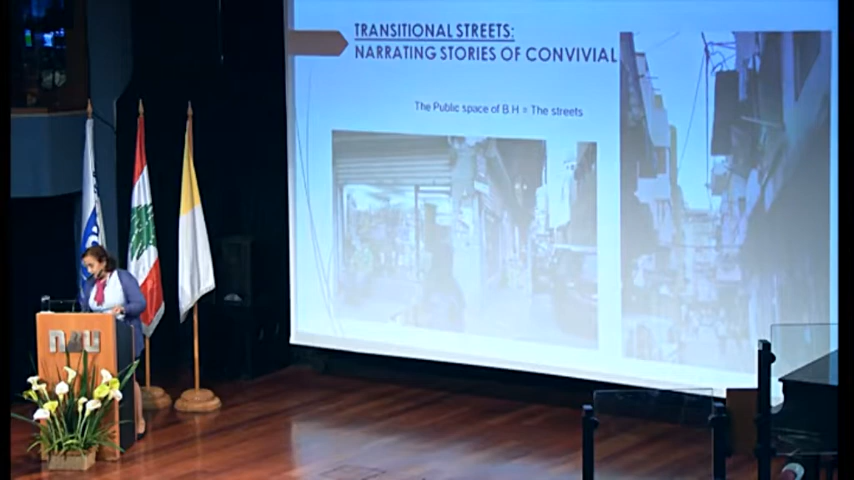 TRANSITIONAL STREETS:
NARRATING STORIES OF CONVIVIAL
The Public space of B.H = The streets
NDU